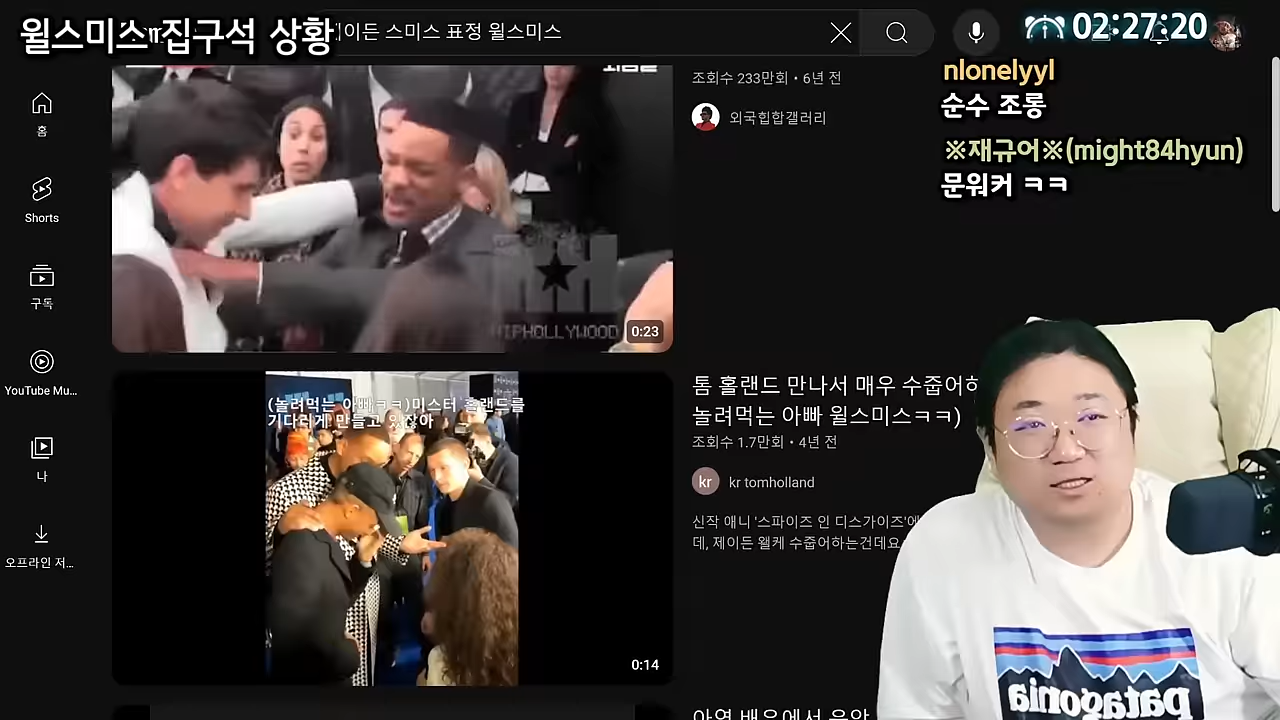 윌스미스 집구석 상황
이든 스미스 표정 윌스미스
02:27:20
nlonelyyl
순수 조롱
※재규어※(might84hyun)
문워커 ㅋㅋ
홈
Shorts
구독
YouTube Mu...
나
오프라인 저...
조회수 233만회 • 6년 전
외국힙합갤러리
HIPHOLLYWOOD
0:23
(놀려먹는 아빠ㅋㅋ)미스터 홀랜드를
기다리게 만들고 있잖아
0:14
톰 홀랜드 만나서 매우 수줍어하
놀려먹는 아빠 윌스미스ㅋㅋ)
조회수 1.7만회 • 4년 전
kr
kr tomholland
신작 애니 '스파이즈 인 디스가이즈'에
데, 제이든 왤케 수줍어하는건데요
patagonia